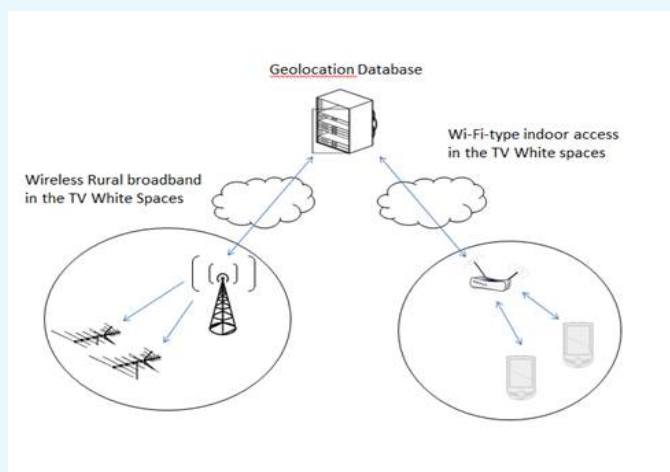 Geolocation Database
Wi-Fi-type indoor access
in the TV White spaces
Wireless Rural broadband
in the TV White Spaces